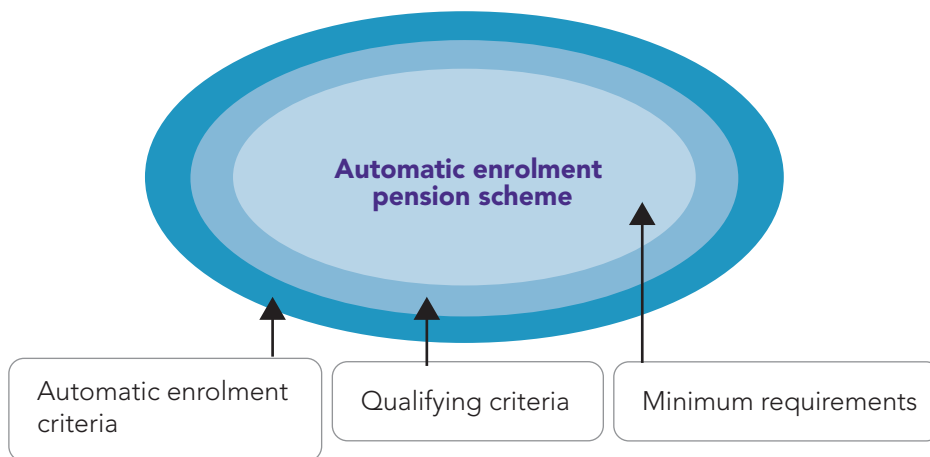 Automatic enrolment
pension scheme
Automatic enrolment
criteria
Qualifying criteria
Minimum requirements